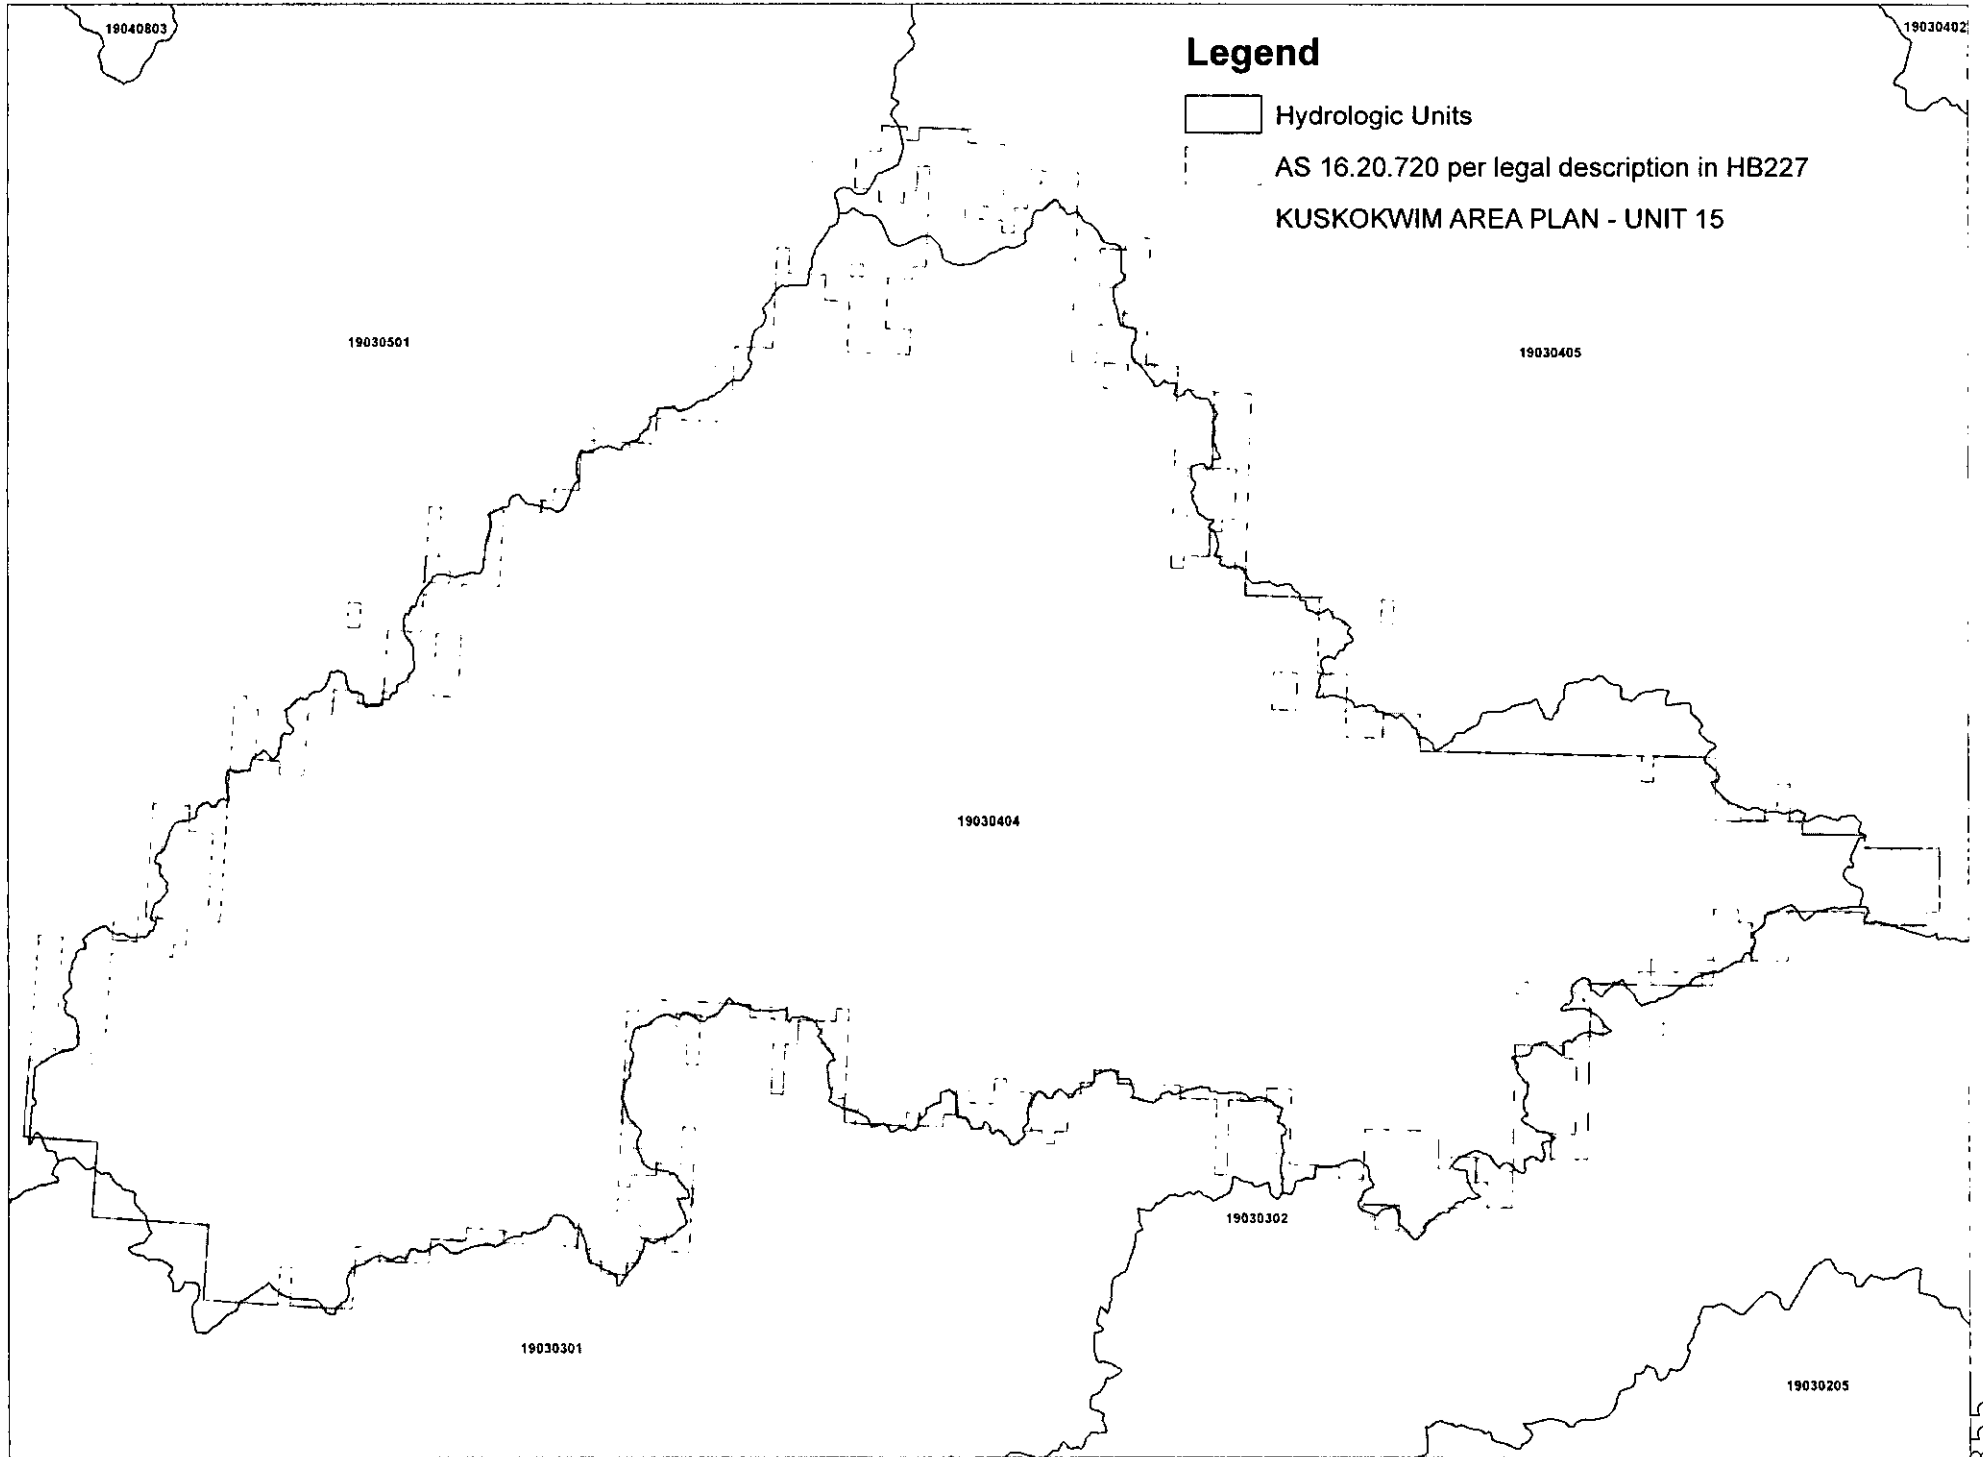 19040803
19030402
Legend
Hydrologic Units
AS 16.20.720 per legal description in HB227
KUSKOKWIM AREA PLAN - UNIT 15
19030501
19030405
19030404
19030302
19030301
19030205